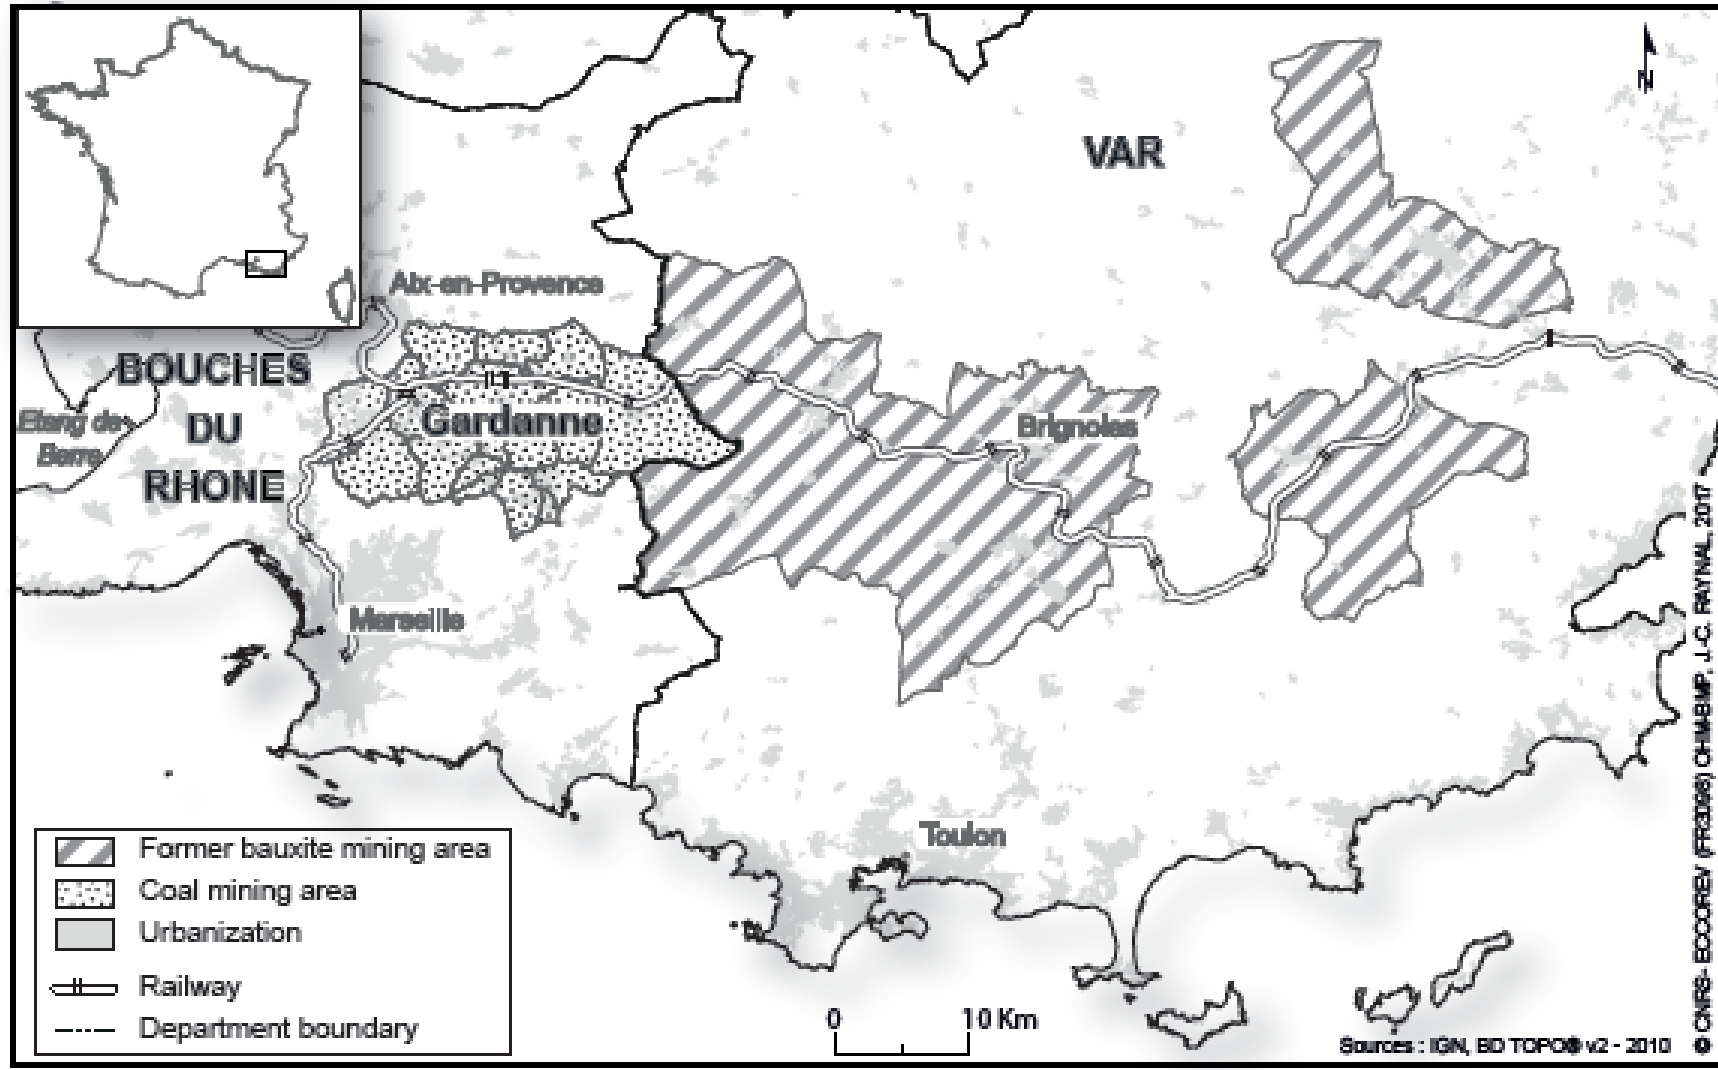 N
VAR
Aix-en-Provence
BOUCHES
DU
RHONE
Etang de
Berre
Gardanne
Brignoles
Marseille
Toulon
Former bauxite mining area
Coal mining area
Urbanization
Railway
Department boundary
0 10 Km
Sources : IGN, BD TOPO® v2 - 2010
© CNRS- ECCOREV (FR3098) OHM-BMP, J.-C. RAYNAL, 2017